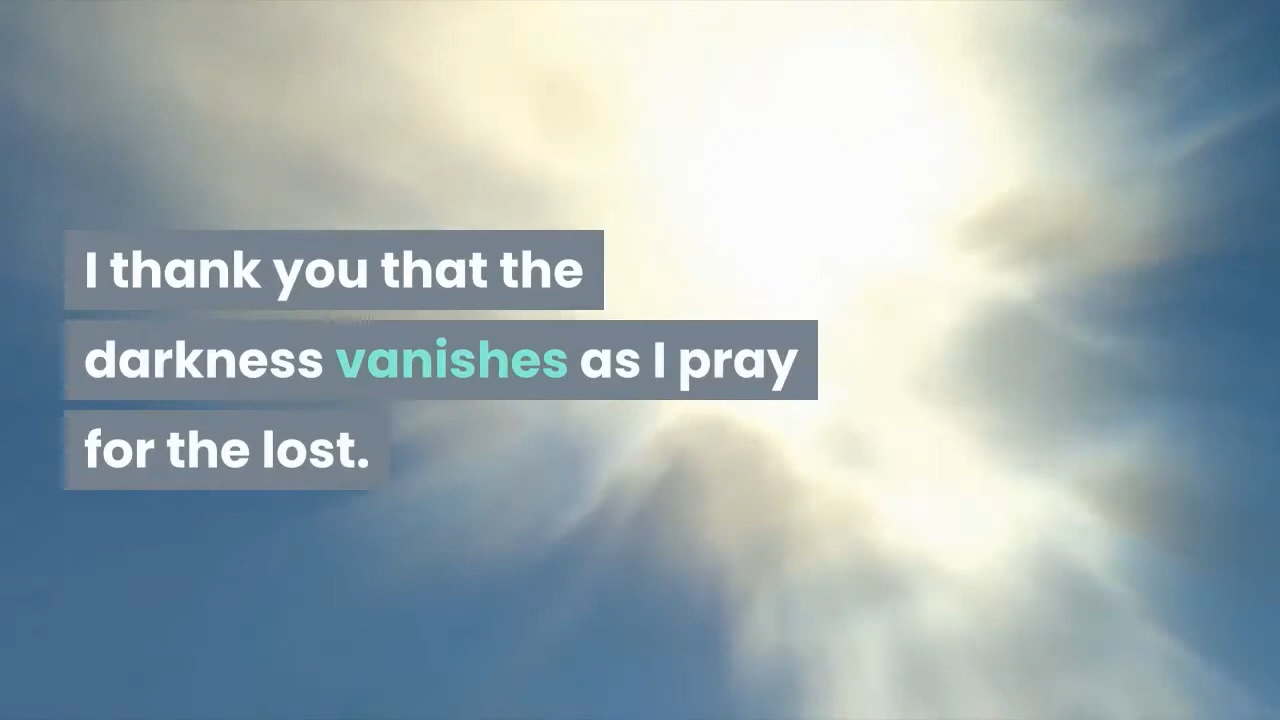 I thank you that the
darkness vanishes as I pray
for the lost.